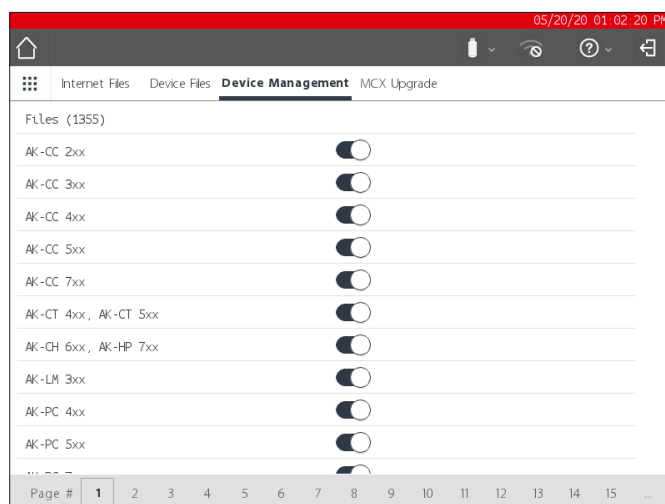 05/20/20 01:02:20 PM
Internet Files Device Files Device Management MCX Upgrade
Files (1355)
AK-CC 2xx
AK-CC 3xx
AK-CC 4xx
AK-CC 5xx
AK-CC 7xx
AK-CT 4xx, AK-CT 5xx
AK-CH 6xx, AK-HP 7xx
AK-LM 3xx
AK-PC 4xx
AK-PC 5xx
Page # 1 2 3 4 5 6 7 8 9 10 11 12 13 14 15 ...